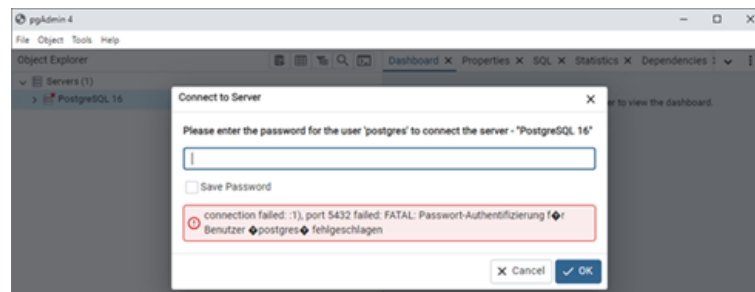 pgAdmin 4
File Object Tools Help
Object Explorer
Dashboard Properties SQL Statistics Dependencies
Servers (1)
PostgreSQL 16
er to view the dashboard.
Connect to Server
Please enter the password for the user 'postgres' to connect the server - "PostgreSQL 16"
Save Password
connection failed: :1), port 5432 failed: FATAL: Passwort-Authentifizierung f�r
Benutzer �postgres� fehlgeschlagen
Cancel OK